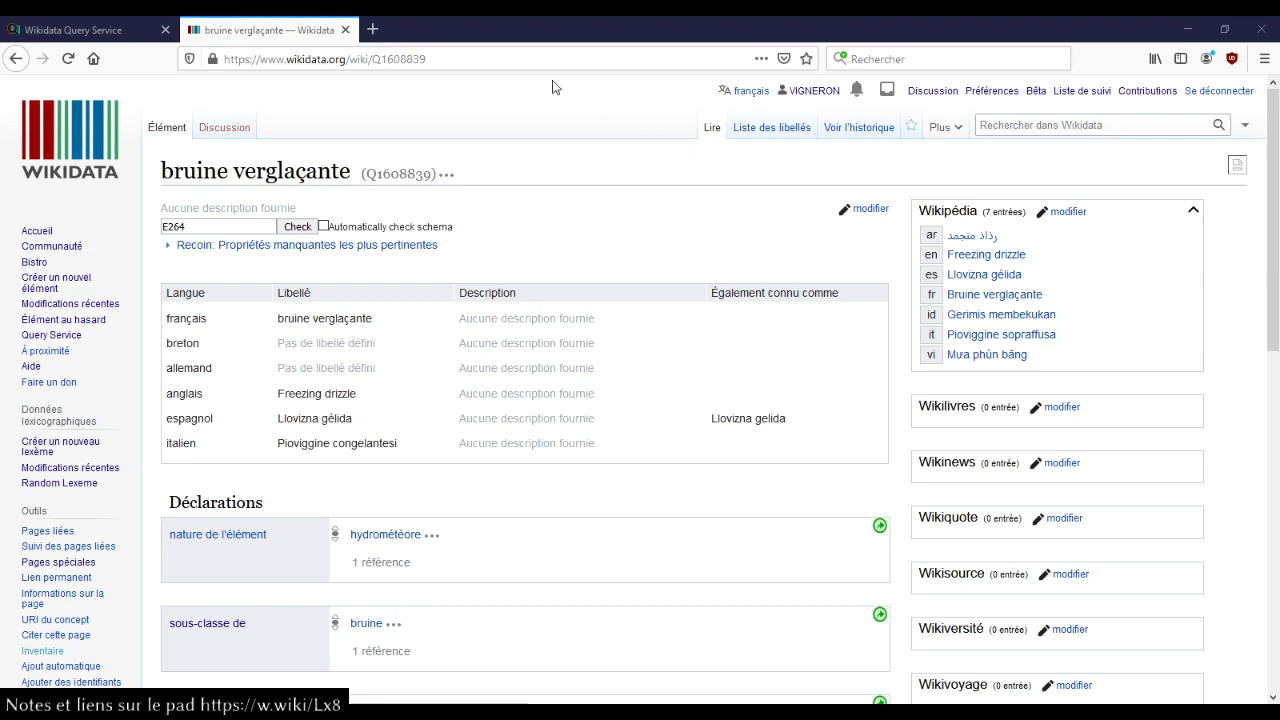 Wikidata Query Service
bruine verglaçante — Wikidata
https://www.wikidata.org/wiki/Q1608839
Rechercher
français
VIGNERON
Discussion
Préférences
Bêta
Liste de suivi
Contributions
Se déconnecter
WIKIDATA
Élément
Discussion
Lire
Liste des libellés
Voir l'historique
Plus
Rechercher dans Wikidata
bruine verglaçante (Q1608839)
Aucune description fournie
modifier
E264
Check
Automatically check schema
Recoin: Propriétés manquantes les plus pertinentes
Langue Libellé Description Également connu comme
français bruine verglaçante Aucune description fournie
breton Pas de libellé défini Aucune description fournie
allemand Pas de libellé défini Aucune description fournie
anglais Freezing drizzle Aucune description fournie
espagnol Llovizna gélida Aucune description fournie Llovizna gelida
italien Pioviggine congelantesi Aucune description fournie
Déclarations
nature de l'élément
hydrométéore
1 référence
sous-classe de
bruine
1 référence
Wikipédia (7 entrées) modifier
ar رذاذ متجمد
en Freezing drizzle
es Llovizna gélida
fr Bruine verglaçante
id Gerimis membekukan
it Pioviggine sopraffusa
vi Mưa phùn băng
Wikilivres (0 entrée) modifier
Wikinews (0 entrée) modifier
Wikiquote (0 entrée) modifier
Wikisource (0 entrée) modifier
Wikiversité (0 entrée) modifier
Wikivoyage (0 entrée) modifier
Accueil
Communauté
Bistro
Créer un nouvel
élément
Modifications récentes
Élément au hasard
Query Service
À proximité
Aide
Faire un don
Données
lexicographiques
Créer un nouveau
lexème
Modifications récentes
Random Lexeme
Outils
Pages liées
Suivi des pages liées
Pages spéciales
Lien permanent
Informations sur la
page
URI du concept
Citer cette page
Inventaire
Ajout automatique
Ajouter des identifiants
Notes et liens sur le pad https://w.wiki/Lx8